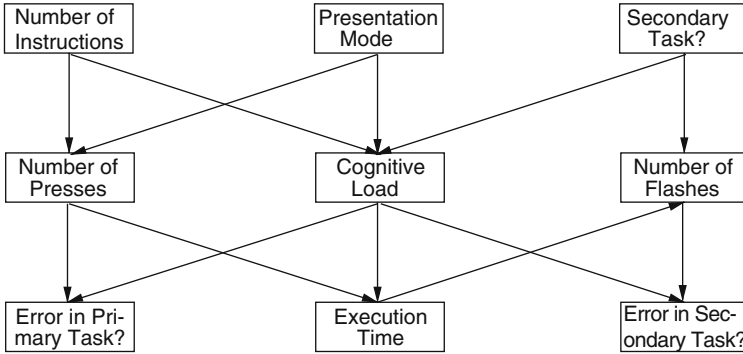 Number of
Instructions
Presentation
Mode
Secondary
Task?
Number of
Presses
Cognitive
Load
Number of
Flashes
Error in Pri-
mary Task?
Execution
Time
Error in Sec-
ondary Task?